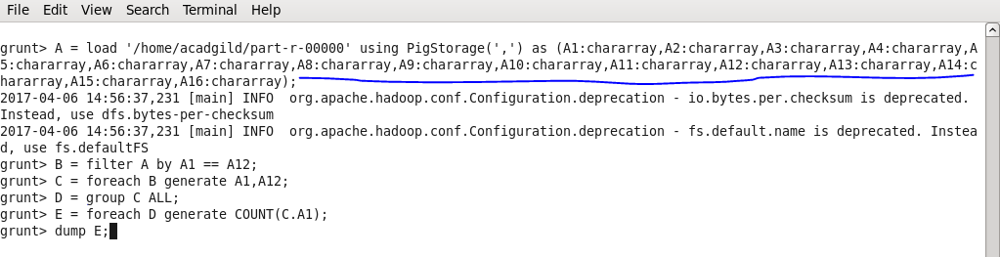 File Edit View Search Terminal Help
grunt> A = load '/home/acadgild/part-r-00000' using PigStorage(',') as (A1:chararray,A2:chararray,A3:chararray,A4:chararray,A
5:chararray,A6:chararray,A7:chararray,A8:chararray,A9:chararray,A10:chararray,A11:chararray,A12:chararray,A13:chararray,A14:c
hararray,A15:chararray,A16:chararray);
2017-04-06 14:56:37,231 [main] INFO  org.apache.hadoop.conf.Configuration.deprecation - io.bytes.per.checksum is deprecated.
Instead, use dfs.bytes-per-checksum
2017-04-06 14:56:37,231 [main] INFO  org.apache.hadoop.conf.Configuration.deprecation - fs.default.name is deprecated. Instea
d, use fs.defaultFS
grunt> B = filter A by A1 == A12;
grunt> C = foreach B generate A1,A12;
grunt> D = group C ALL;
grunt> E = foreach D generate COUNT(C.A1);
grunt> dump E;